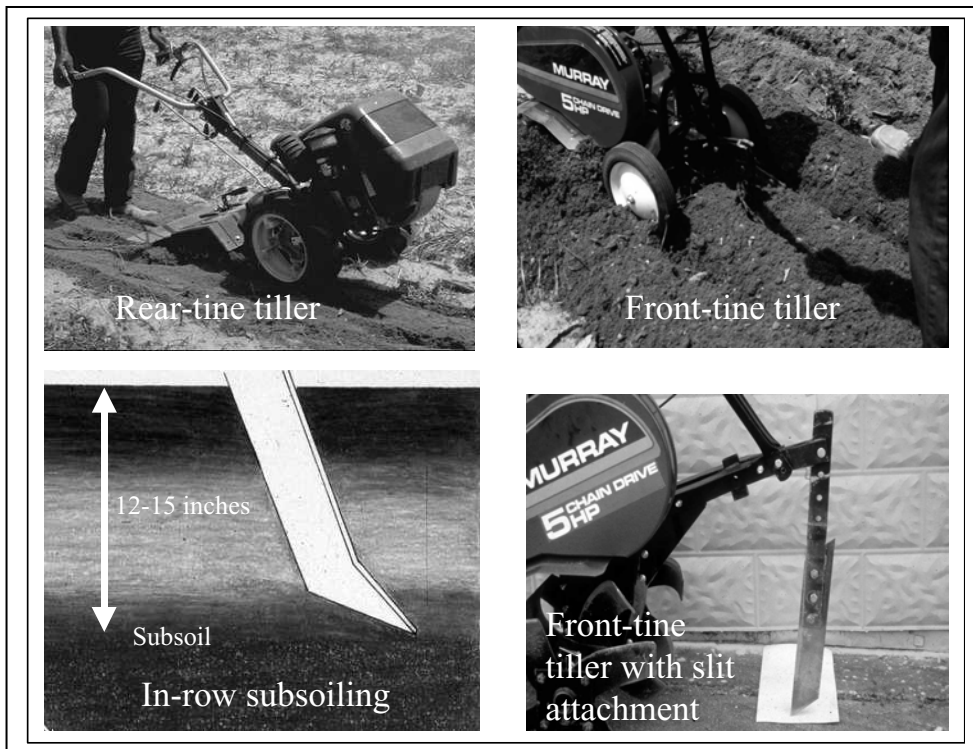 Rear-tine tiller
MURRAY
5 CHAIN DRIVE
HP
Front-tine tiller
12-15 inches
Subsoil
In-row subsoiling
MURRAY
5 CHAIN DRIVE
HP
Front-tine
tiller with slit
attachment